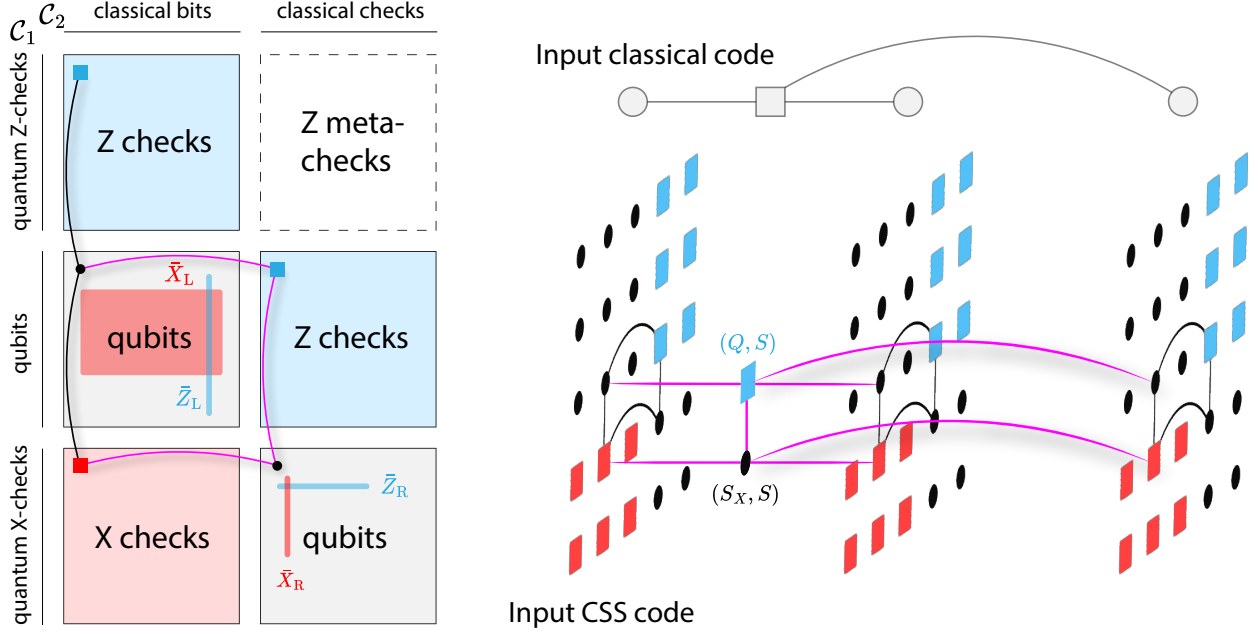 classical bits
classical checks
𝒞₁
𝒞₂
quantum Z-checks
qubits
quantum X-checks
Z checks
Z meta-
checks
X̄_L
qubits
Z̄_L
Z checks
X checks
Z̄_R
qubits
X̄_R
Input classical code
(Q, S)
(S_X, S)
Input CSS code